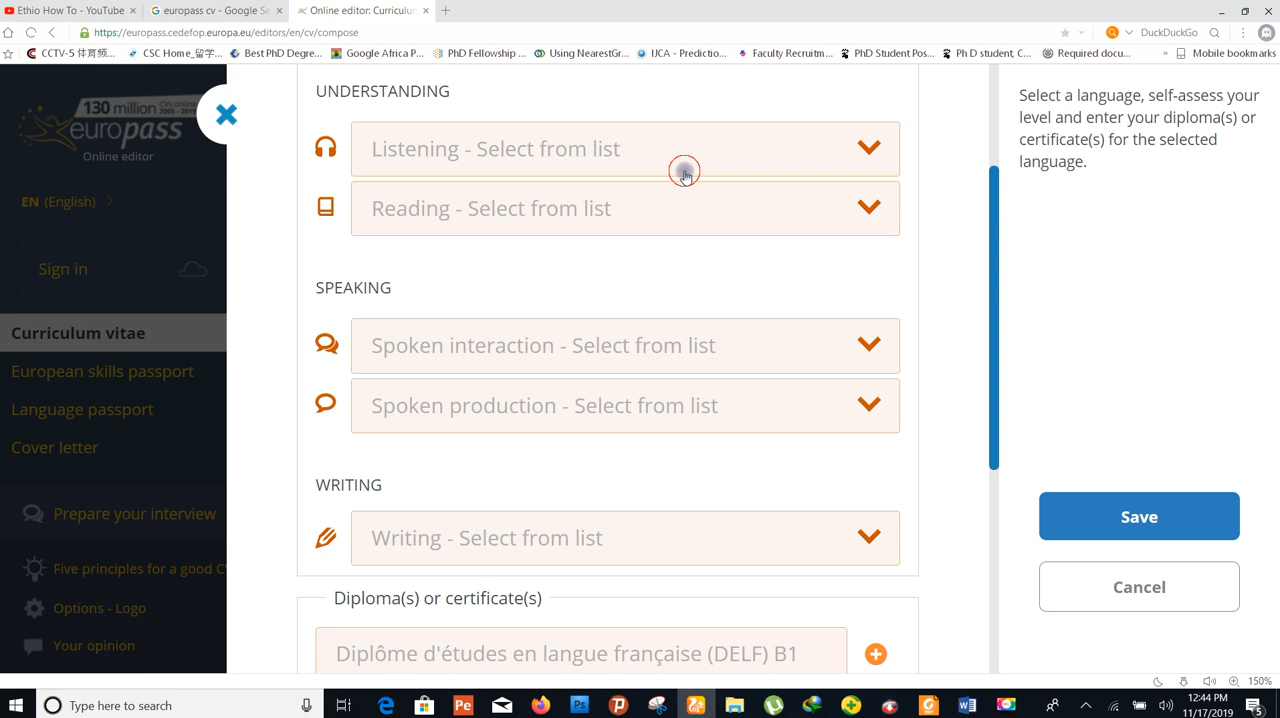 Ethio How To - YouTube
europass cv - Google Se
Online editor: Curriculum
https://europass.cedefop.europa.eu/editors/en/cv/compose
DuckDuckGo
CCTV-5 体育频...
CSC Home_留学...
Best PhD Degre...
Google Africa P...
PhD Fellowship ...
Using NearestGr...
IJCA - Predictio...
Faculty Recruitm...
PhD Student Pos...
Ph D student, C...
Required docu...
Mobile bookmarks
130 million
CVs online
2005 - 2019
europass
Online editor
EN (English)
Sign in
Curriculum vitae
European skills passport
Language passport
Cover letter
Prepare your interview
Five principles for a good C
Options - Logo
Your opinion
UNDERSTANDING
Listening - Select from list
Reading - Select from list
SPEAKING
Spoken interaction - Select from list
Spoken production - Select from list
WRITING
Writing - Select from list
Diploma(s) or certificate(s)
Diplôme d'études en langue française (DELF) B1
Select a language, self-assess your
level and enter your diploma(s) or
certificate(s) for the selected
language.
Save
Cancel
150%
Type here to search
12:44 PM
11/17/2019
5